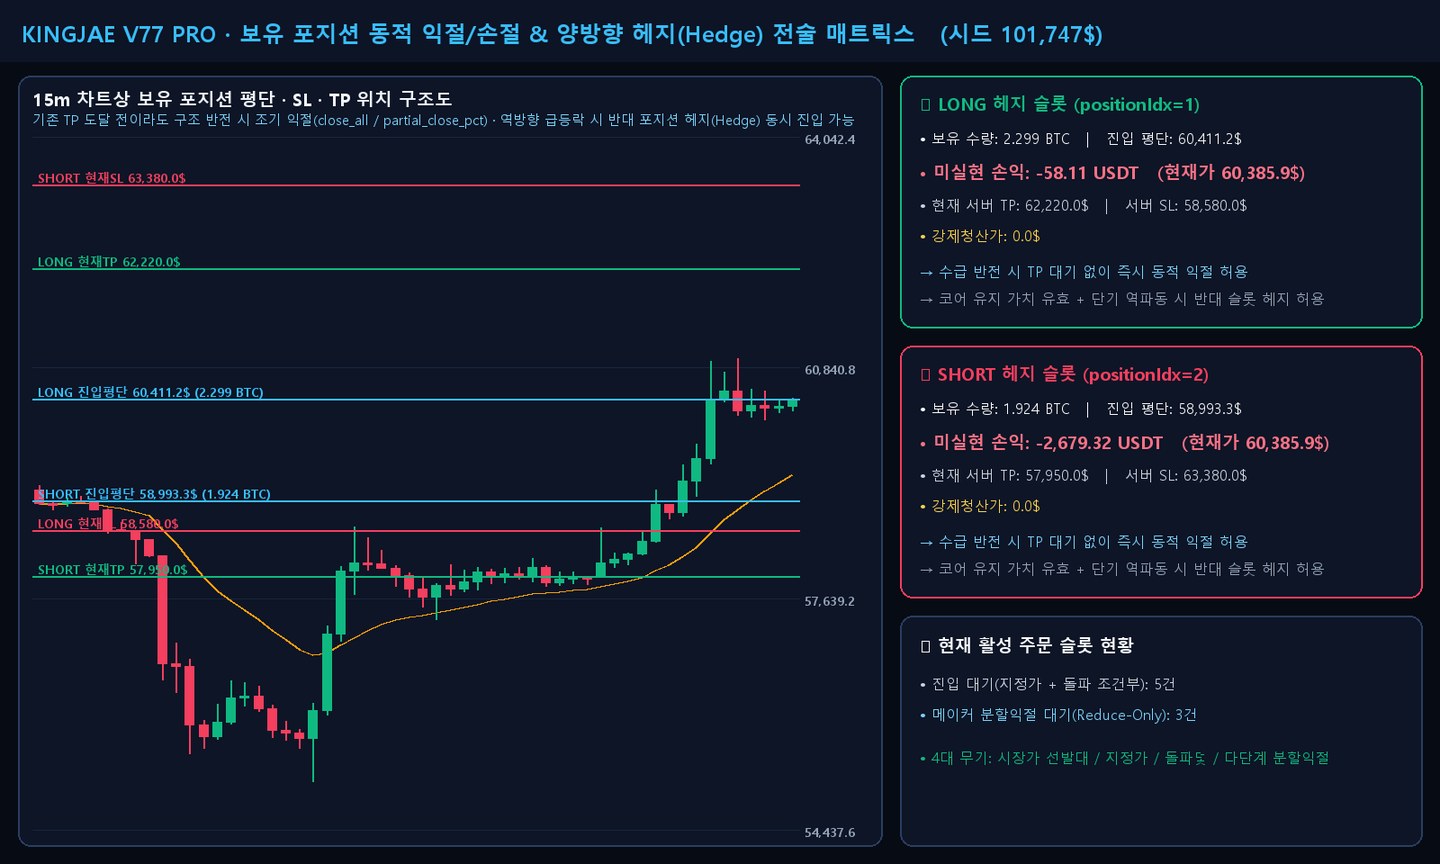 KINGJAE V77 PRO · 보유 포지션 동적 익절/손절 & 양방향 헤지(Hedge) 전술 매트릭스 (시드 101,747$)
15m 차트상 보유 포지션 평단 · SL · TP 위치 구조도
기존 TP 도달 전이라도 구조 반전 시 조기 익절(close_all / partial_close_pct) · 역방향 급등락 시 반대 포지션 헤지(Hedge) 동시 진입 가능
64,042.4
SHORT 현재SL 63,380.0$
LONG 현재TP 62,220.0$
60,840.8
LONG 진입평단 60,411.2$ (2.299 BTC)
SHORT 진입평단 58,993.3$ (1.924 BTC)
LONG 현재SL 58,580.0$
SHORT 현재TP 57,950.0$
57,639.2
54,437.6
LONG 헤지 슬롯 (positionIdx=1)
• 보유 수량: 2.299 BTC | 진입 평단: 60,411.2$
• 미실현 손익: -58.11 USDT (현재가 60,385.9$)
• 현재 서버 TP: 62,220.0$ | 서버 SL: 58,580.0$
• 강제청산가: 0.0$
→ 수급 반전 시 TP 대기 없이 즉시 동적 익절 허용
→ 코어 유지 가치 유효 + 단기 역파동 시 반대 슬롯 헤지 허용
SHORT 헤지 슬롯 (positionIdx=2)
• 보유 수량: 1.924 BTC | 진입 평단: 58,993.3$
• 미실현 손익: -2,679.32 USDT (현재가 60,385.9$)
• 현재 서버 TP: 57,950.0$ | 서버 SL: 63,380.0$
• 강제청산가: 0.0$
→ 수급 반전 시 TP 대기 없이 즉시 동적 익절 허용
→ 코어 유지 가치 유효 + 단기 역파동 시 반대 슬롯 헤지 허용
현재 활성 주문 슬롯 현황
• 진입 대기(지정가 + 돌파 조건부): 5건
• 메이커 분할익절 대기(Reduce-Only): 3건
• 4대 무기: 시장가 선발대 / 지정가 / 돌파덫 / 다단계 분할익절